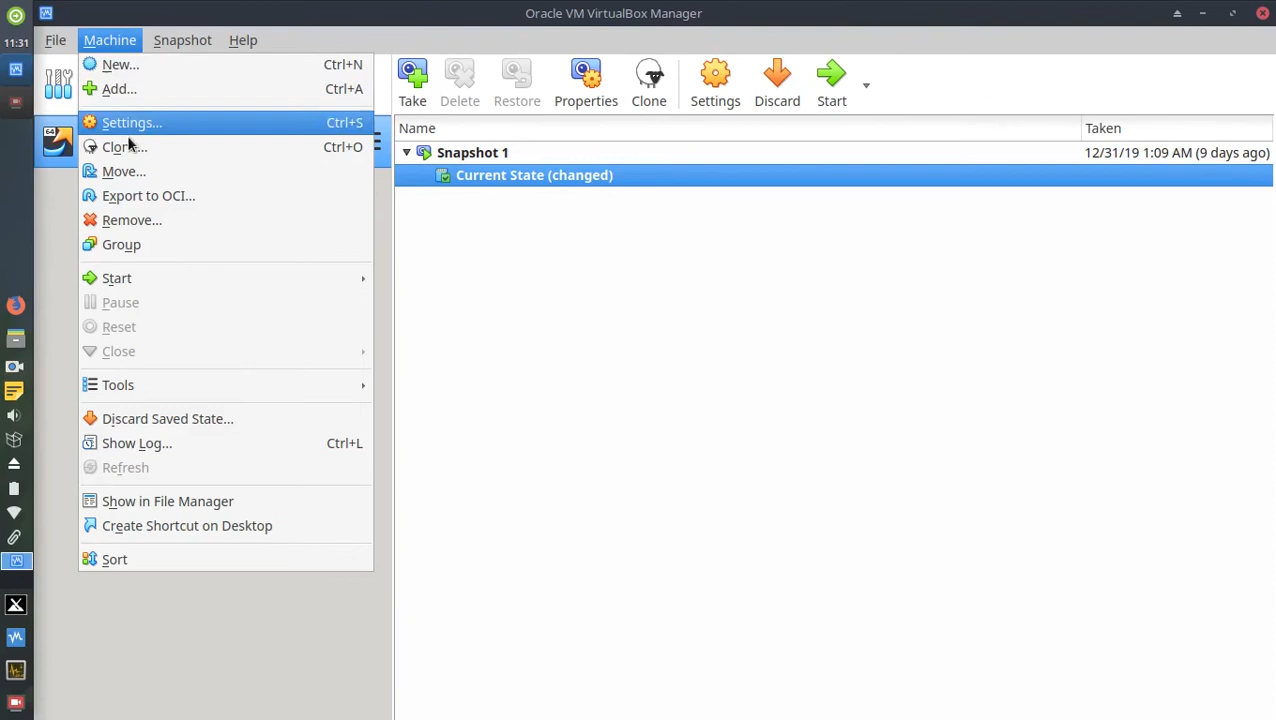 Oracle VM VirtualBox Manager
11:31
File Machine Snapshot Help
New... Ctrl+N
Add... Ctrl+A
Settings... Ctrl+S
Clone... Ctrl+O
Move...
Export to OCI...
Remove...
Group
Start
Pause
Reset
Close
Tools
Discard Saved State...
Show Log... Ctrl+L
Refresh
Show in File Manager
Create Shortcut on Desktop
Sort
64
Take Delete Restore Properties Clone Settings Discard Start
Name Taken
Snapshot 1 12/31/19 1:09 AM (9 days ago)
Current State (changed)